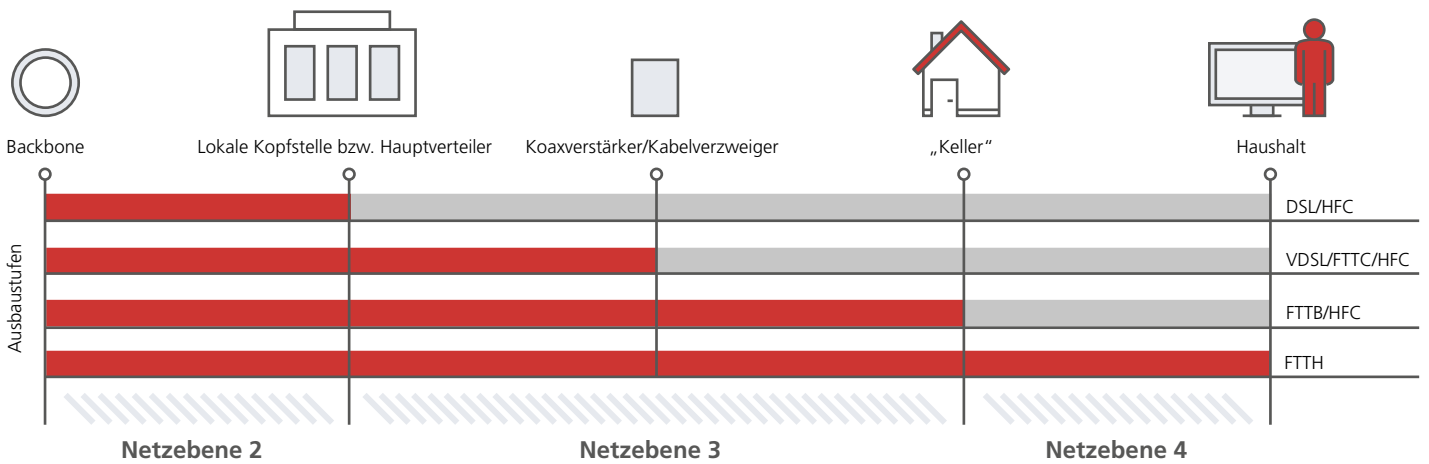 Backbone
Lokale Kopfstelle bzw. Hauptverteiler
Koaxverstärker/Kabelverzweiger
„Keller“
Haushalt
Ausbaustufen
DSL/HFC
VDSL/FTTC/HFC
FTTB/HFC
FTTH
Netzebene 2
Netzebene 3
Netzebene 4